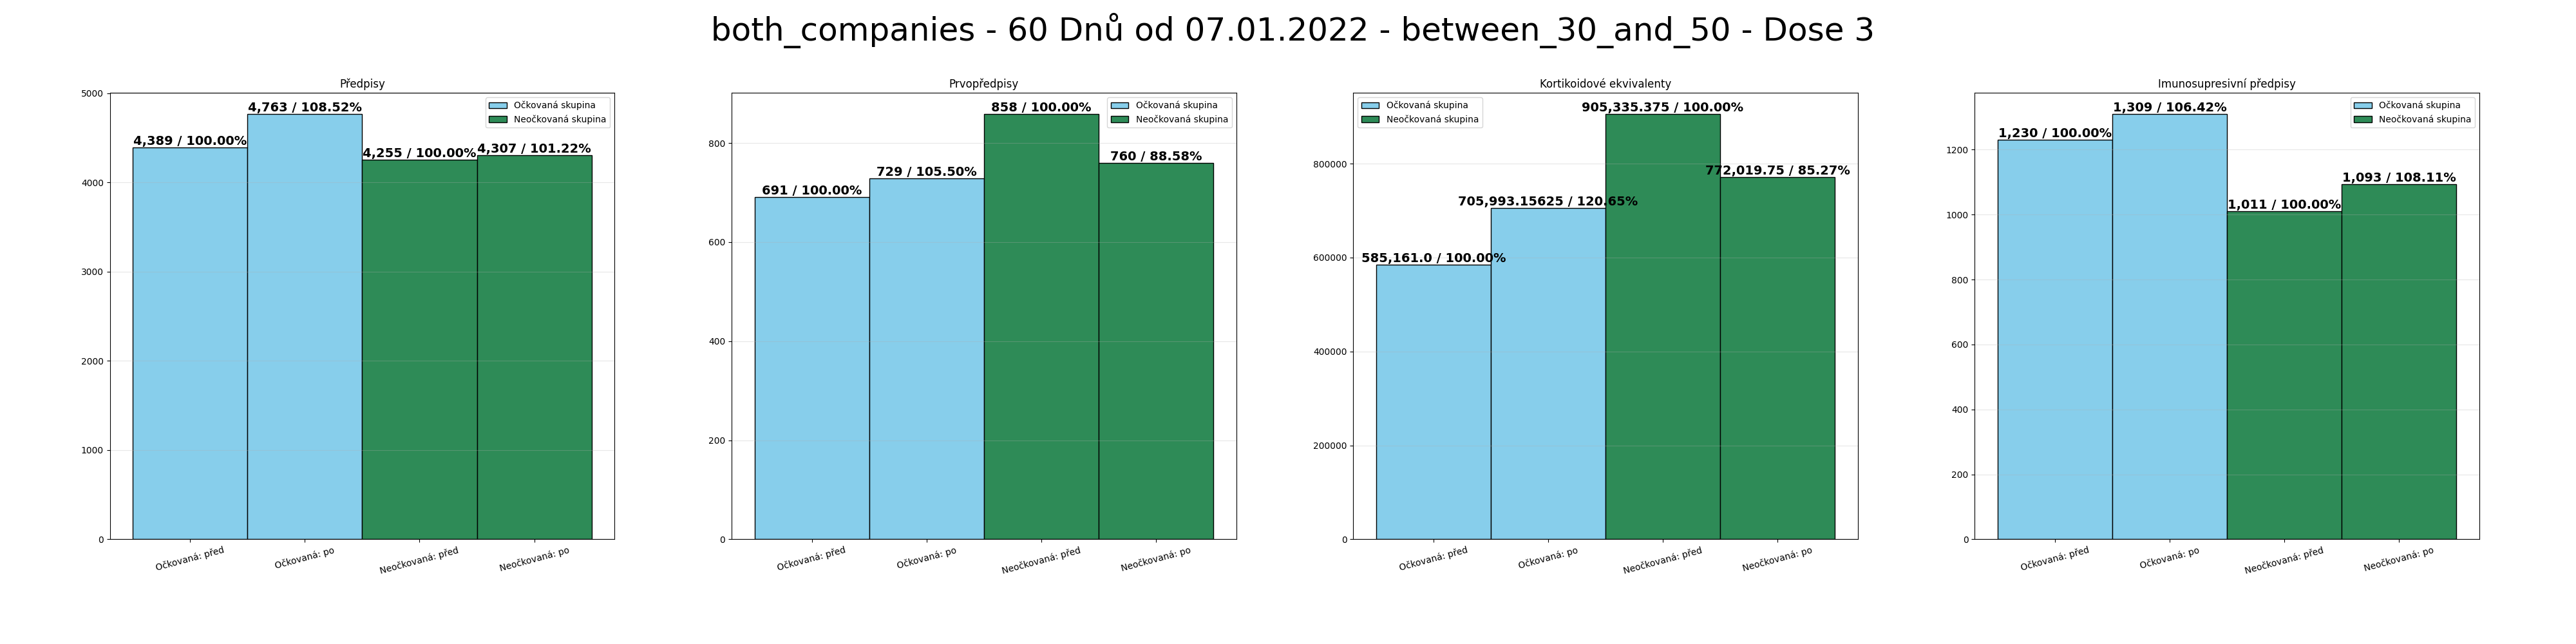 both_companies - 60 Dnů od 07.01.2022 - between_30_and_50 - Dose 3
Předpisy
5000
4000
3000
2000
1000
0
4,389 / 100.00%
4,763 / 108.52%
4,255 / 100.00%
4,307 / 101.22%
Očkovaná skupina
Neočkovaná skupina
Očkovaná: před
Očkovaná: po
Neočkovaná: před
Neočkovaná: po
Prvopředpisy
800
600
400
200
0
691 / 100.00%
729 / 105.50%
858 / 100.00%
760 / 88.58%
Očkovaná skupina
Neočkovaná skupina
Očkovaná: před
Očkovaná: po
Neočkovaná: před
Neočkovaná: po
Kortikoidové ekvivalenty
800000
600000
400000
200000
0
585,161.0 / 100.00%
705,993.15625 / 120.65%
905,335.375 / 100.00%
772,019.75 / 85.27%
Očkovaná skupina
Neočkovaná skupina
Očkovaná: před
Očkovaná: po
Neočkovaná: před
Neočkovaná: po
Imunosupresivní předpisy
1200
1000
800
600
400
200
0
1,230 / 100.00%
1,309 / 106.42%
1,011 / 100.00%
1,093 / 108.11%
Očkovaná skupina
Neočkovaná skupina
Očkovaná: před
Očkovaná: po
Neočkovaná: před
Neočkovaná: po